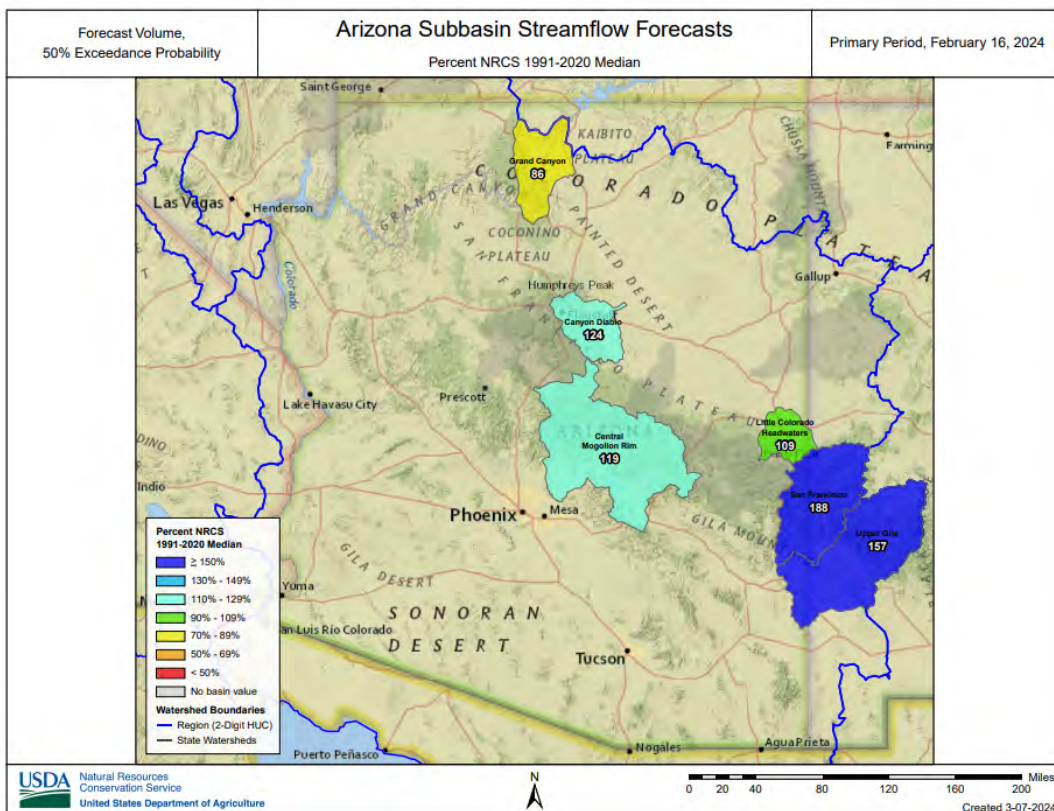 Forecast Volume,
50% Exceedance Probability
Arizona Subbasin Streamflow Forecasts
Percent NRCS 1991-2020 Median
Primary Period, February 16, 2024
Saint George
KAIBITO
PLATEAU
CHUSKA MOUNTAINS
Farming
Grand Canyon
86
COLORADO PLATEA
Las Vegas
Henderson
GRAND CANYON
COCONINO
PLATEAU
PAINTED DESERT
SAN FRAN
Gallup
Colorado
Humphreys Peak
Flagstaff
Canyon Diablo
124
O PLATEAU
Prescott
Lake Havasu City
ARIZONA
Central
Mogollon Rim
119
Little Colorado
Headwaters
109
DINO
Indio
San Francisco
188
Upper Gila
157
Phoenix
Mesa
GILA MOUN
GILA DESERT
Yuma
SONORAN
DESERT
an Luis Río Colorado
Tucson
Puerto Peñasco
Nogáles
Agua Prieta
Percent NRCS
1991-2020 Median
≥ 150%
130% - 149%
110% - 129%
90% - 109%
70% - 89%
50% - 69%
< 50%
No basin value
Watershed Boundaries
Region (2-Digit HUC)
State Watersheds
USDA
Natural Resources
Conservation Service
United States Department of Agriculture
N
Miles
0 20 40 80 120 160 200
Created 3-07-2024